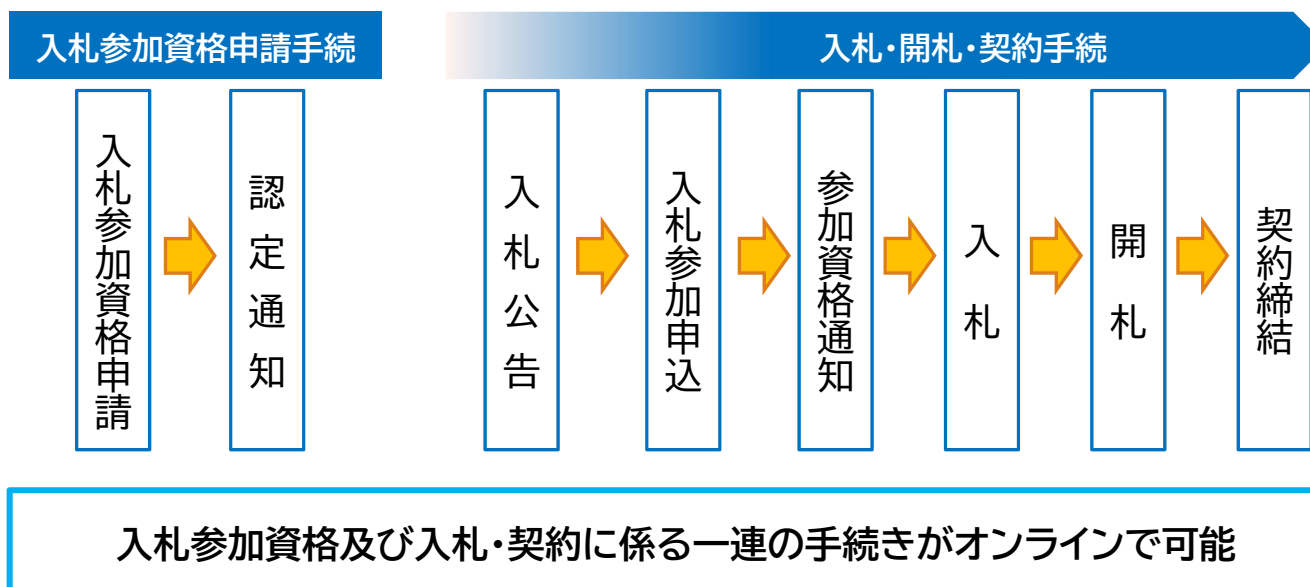 入札参加資格申請手続
入札・開札・契約手続
入札参加資格申請
認定通知
入札公告
入札参加申込
参加資格通知
入札
開札
契約締結
入札参加資格及び入札・契約に係る一連の手続きがオンラインで可能